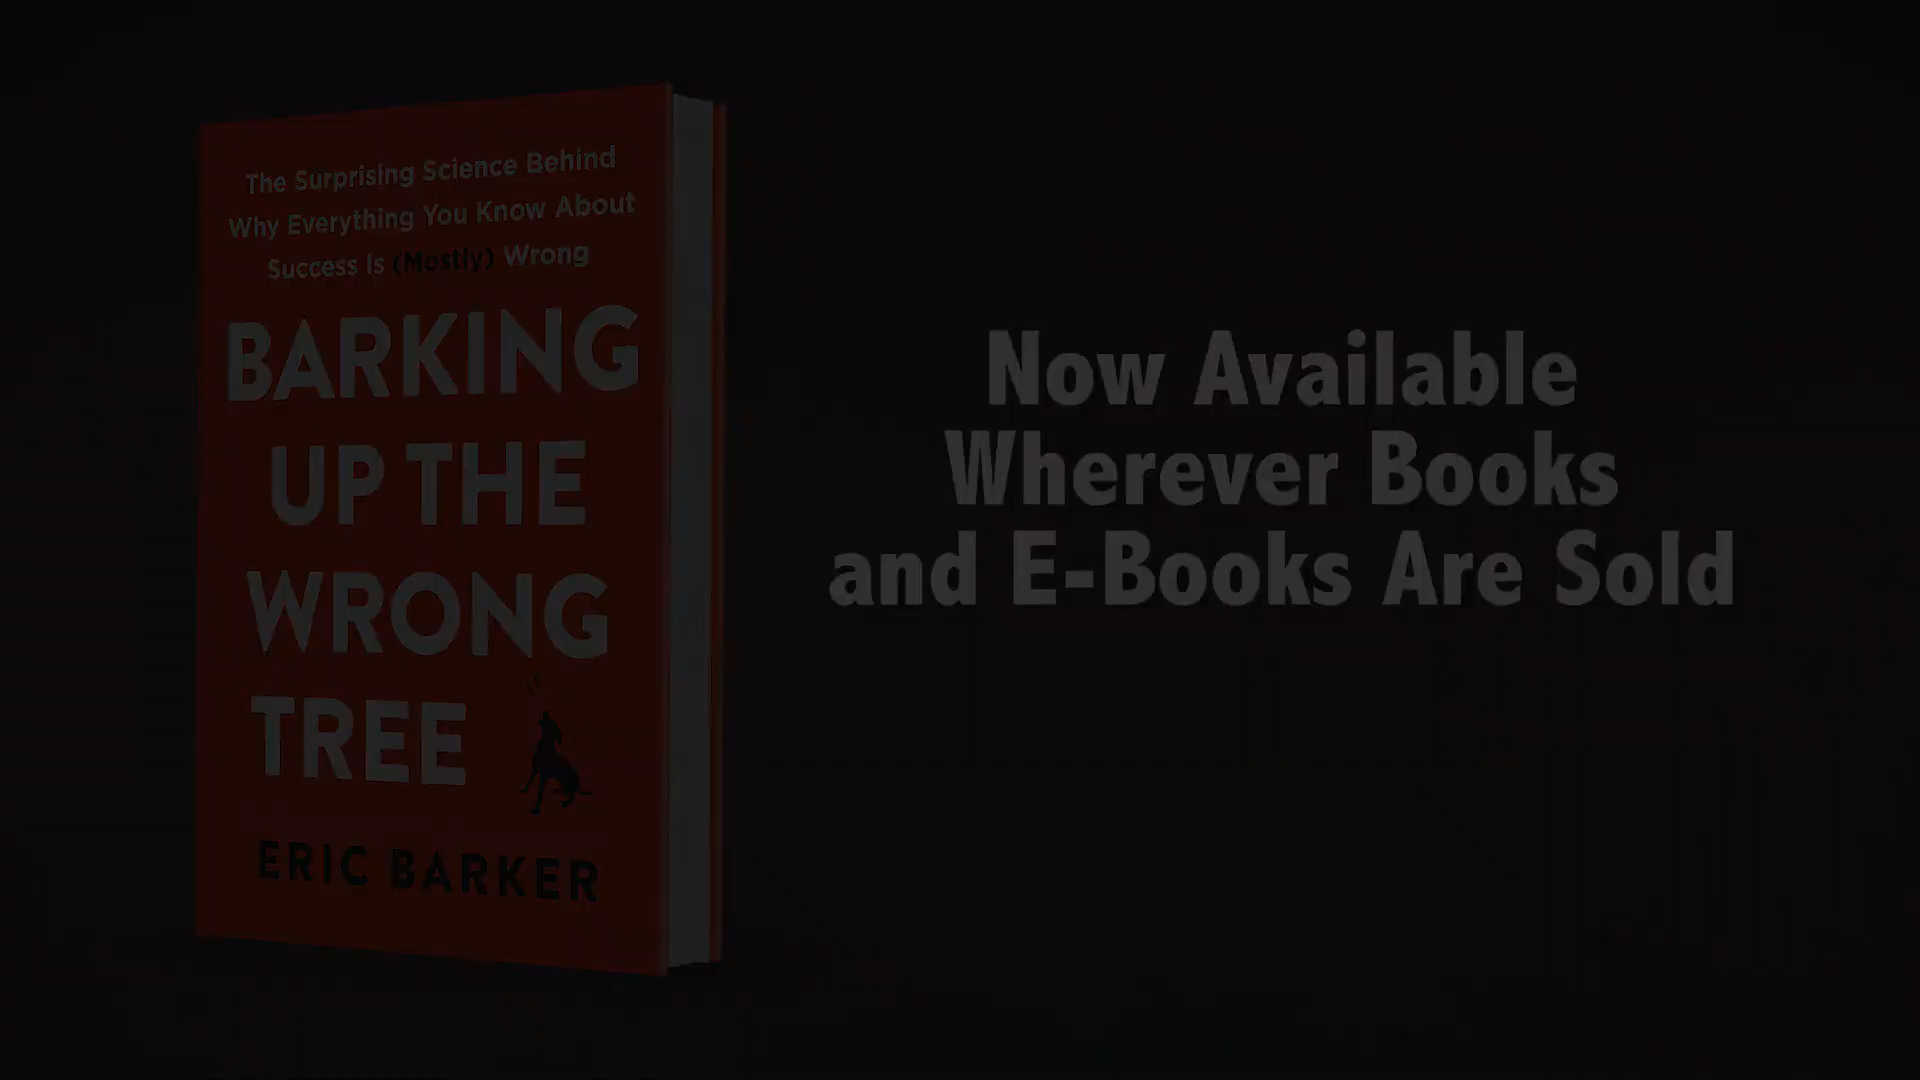 The Surprising Science Behind
Why Everything You Know About
Success Is (Mostly) Wrong
BARKING
UP THE
WRONG
TREE
ERIC BARKER
Now Available
Wherever Books
and E-Books Are Sold